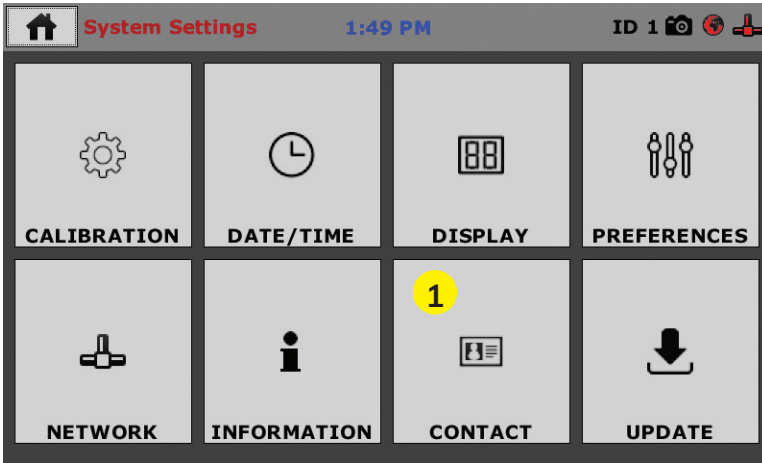 System Settings 1:49 PM ID 1
CALIBRATION DATE/TIME DISPLAY PREFERENCES
1
NETWORK INFORMATION CONTACT UPDATE